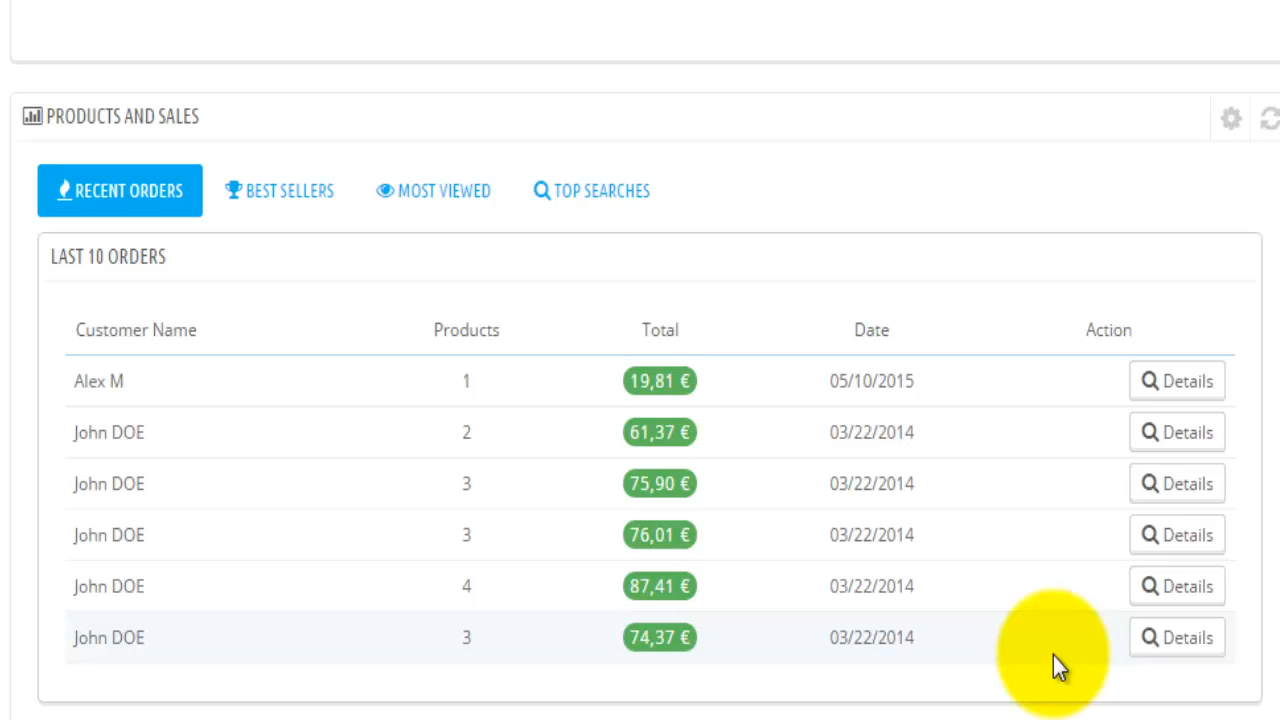 PRODUCTS AND SALES
RECENT ORDERS BEST SELLERS MOST VIEWED TOP SEARCHES
LAST 10 ORDERS
Customer Name Products Total Date Action
Alex M 1 19,81 € 05/10/2015 Details
John DOE 2 61,37 € 03/22/2014 Details
John DOE 3 75,90 € 03/22/2014 Details
John DOE 3 76,01 € 03/22/2014 Details
John DOE 4 87,41 € 03/22/2014 Details
John DOE 3 74,37 € 03/22/2014 Details